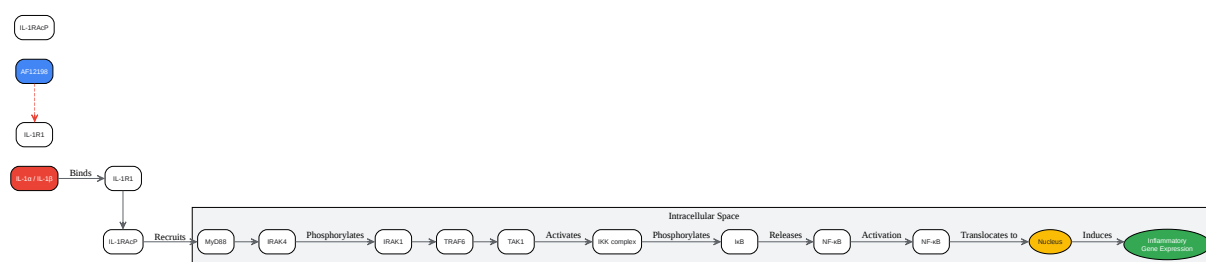 IL-1RAcP
AF12198
IL-1R1
IL-1α / IL-1β
Binds
IL-1R1
IL-1RAcP
Recruits
Intracellular Space
MyD88
IRAK4
Phosphorylates
IRAK1
TRAF6
TAK1
Activates
IKK complex
Phosphorylates
IκB
Releases
NF-κB
Activation
NF-κB
Translocates to
Nucleus
Induces
Inflammatory
Gene Expression